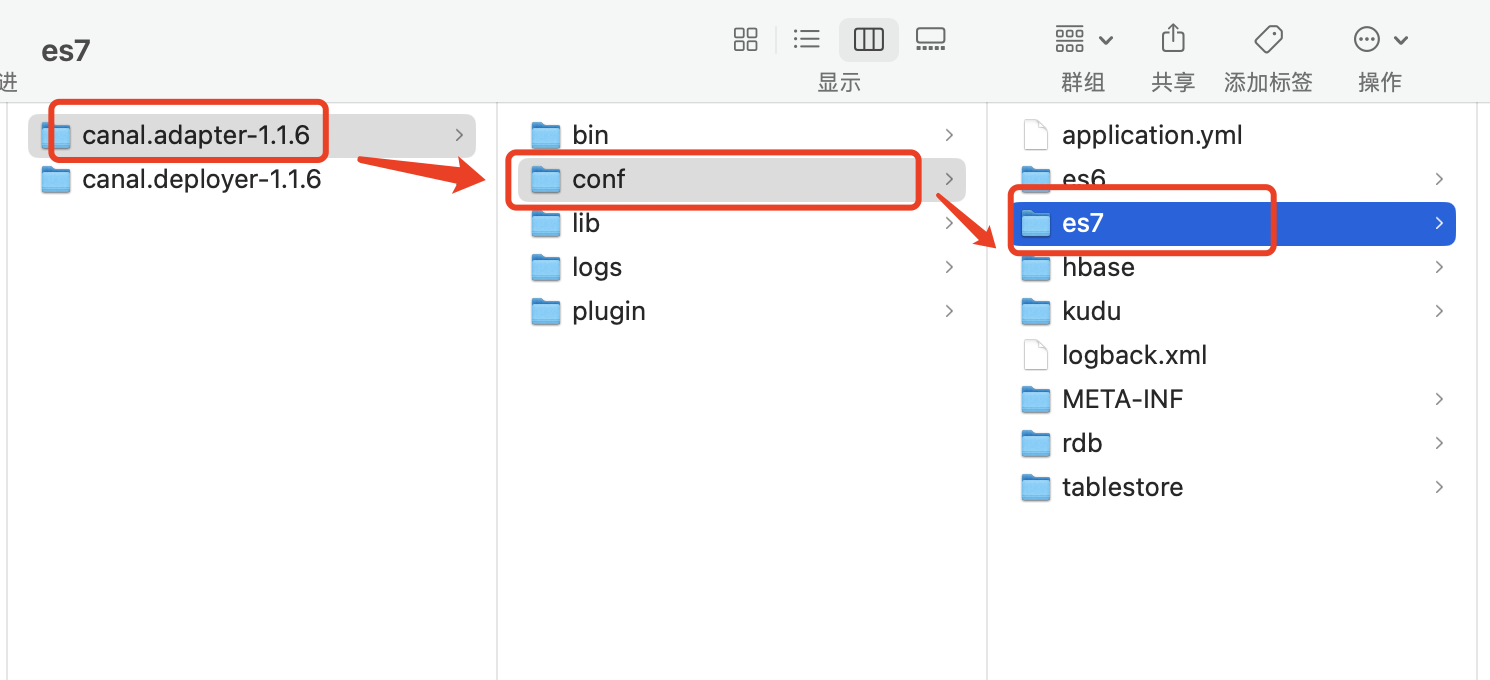 es7
进
显示
群组
共享
添加标签
操作
canal.adapter-1.1.6
canal.deployer-1.1.6
bin
conf
lib
logs
plugin
application.yml
es6
es7
hbase
kudu
logback.xml
META-INF
rdb
tablestore